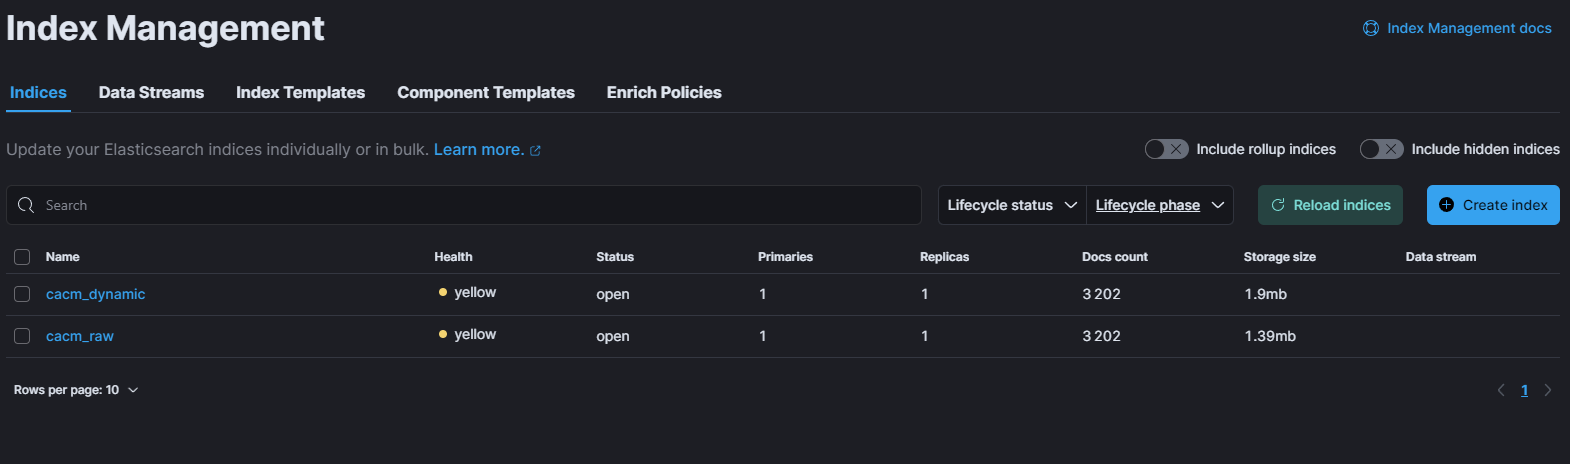 Index Management
Index Management docs
Indices Data Streams Index Templates Component Templates Enrich Policies
Update your Elasticsearch indices individually or in bulk. Learn more.
Include rollup indices Include hidden indices
Search Lifecycle status Lifecycle phase Reload indices Create index
Name Health Status Primaries Replicas Docs count Storage size Data stream
cacm_dynamic yellow open 1 1 3 202 1.9mb
cacm_raw yellow open 1 1 3 202 1.39mb
Rows per page: 10 1